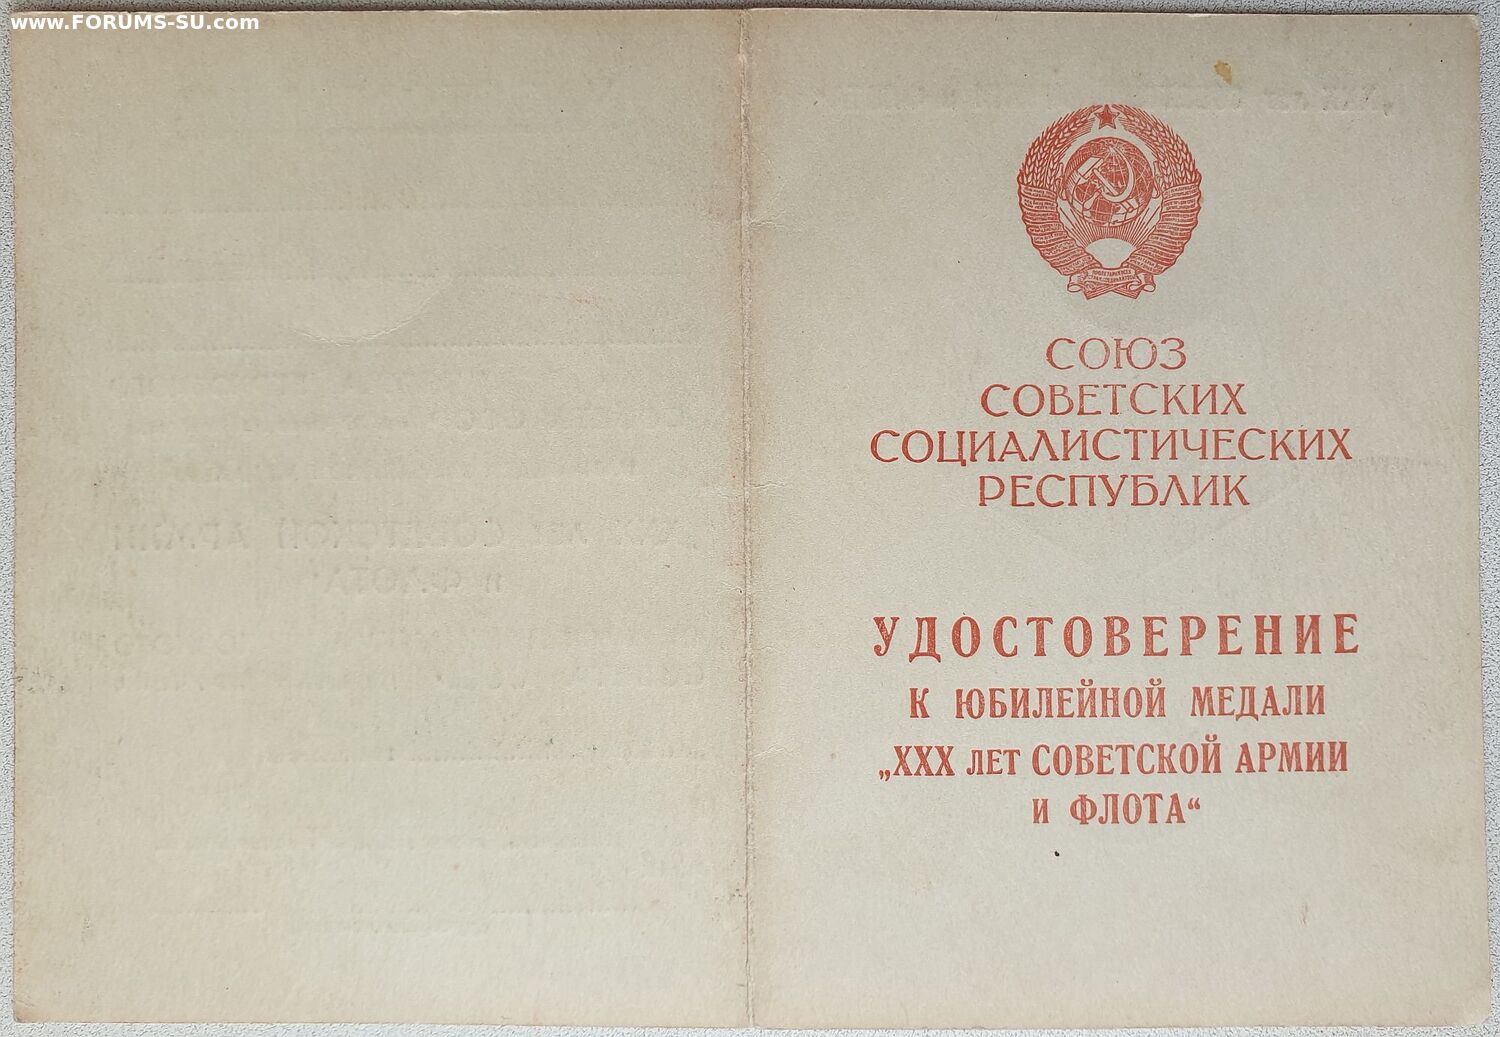 www.FORUMS-SU.com
СОЮЗ
СОВЕТСКИХ
СОЦИАЛИСТИЧЕСКИХ
РЕСПУБЛИК
УДОСТОВЕРЕНИЕ
К ЮБИЛЕЙНОЙ МЕДАЛИ
„XXX ЛЕТ СОВЕТСКОЙ АРМИИ
И ФЛОТА“